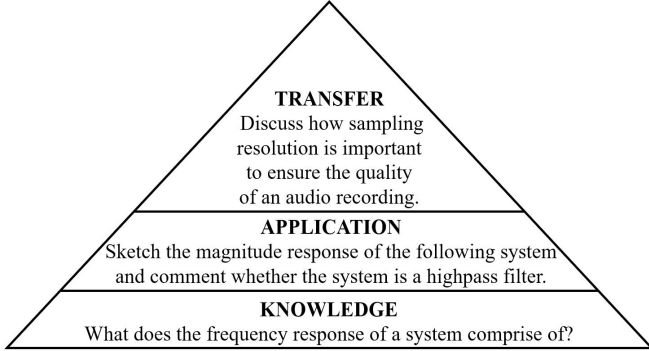 TRANSFER
Discuss how sampling
resolution is important
to ensure the quality
of an audio recording.
APPLICATION
Sketch the magnitude response of the following system
and comment whether the system is a highpass filter.
KNOWLEDGE
What does the frequency response of a system comprise of?